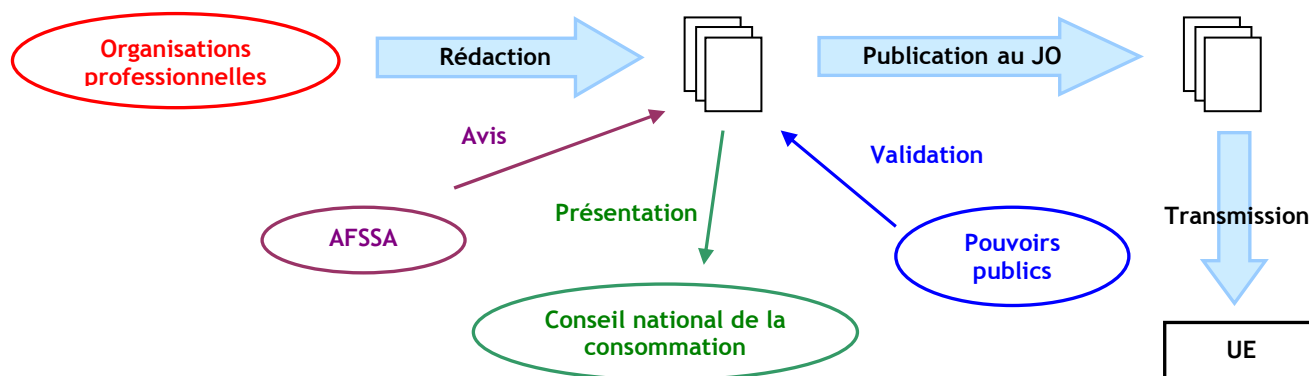 Organisations
professionnelles
Rédaction
Publication au JO
Avis
Validation
Présentation
Transmission
AFSSA
Pouvoirs
publics
Conseil national de la
consommation
UE